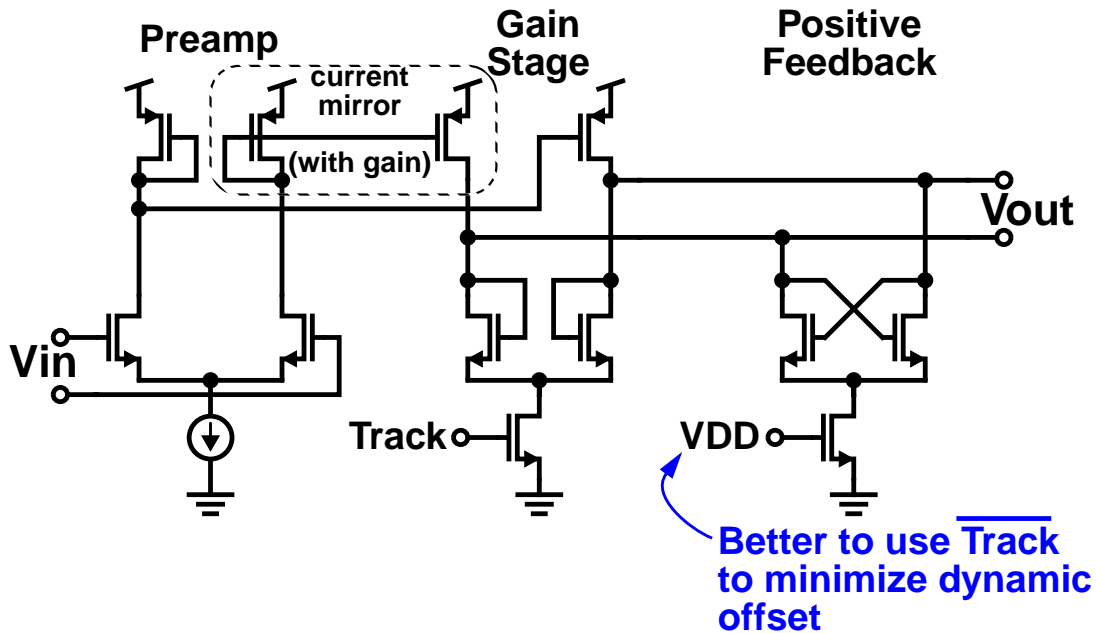 Preamp
current
mirror
(with gain)
Gain
Stage
Positive
Feedback
Vout
Vin
Track
VDD
Better to use T̅r̅a̅c̅k̅
to minimize dynamic
offset